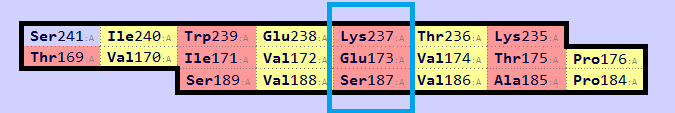 Ser241:A Ile240:A Trp239:A Glu238:A Lys237:A Thr236:A Lys235:A
Thr169:A Val170:A Ile171:A Val172:A Glu173:A Val174:A Thr175:A Pro176:A
Ser189:A Val188:A Ser187:A Val186:A Ala185:A Pro184:A